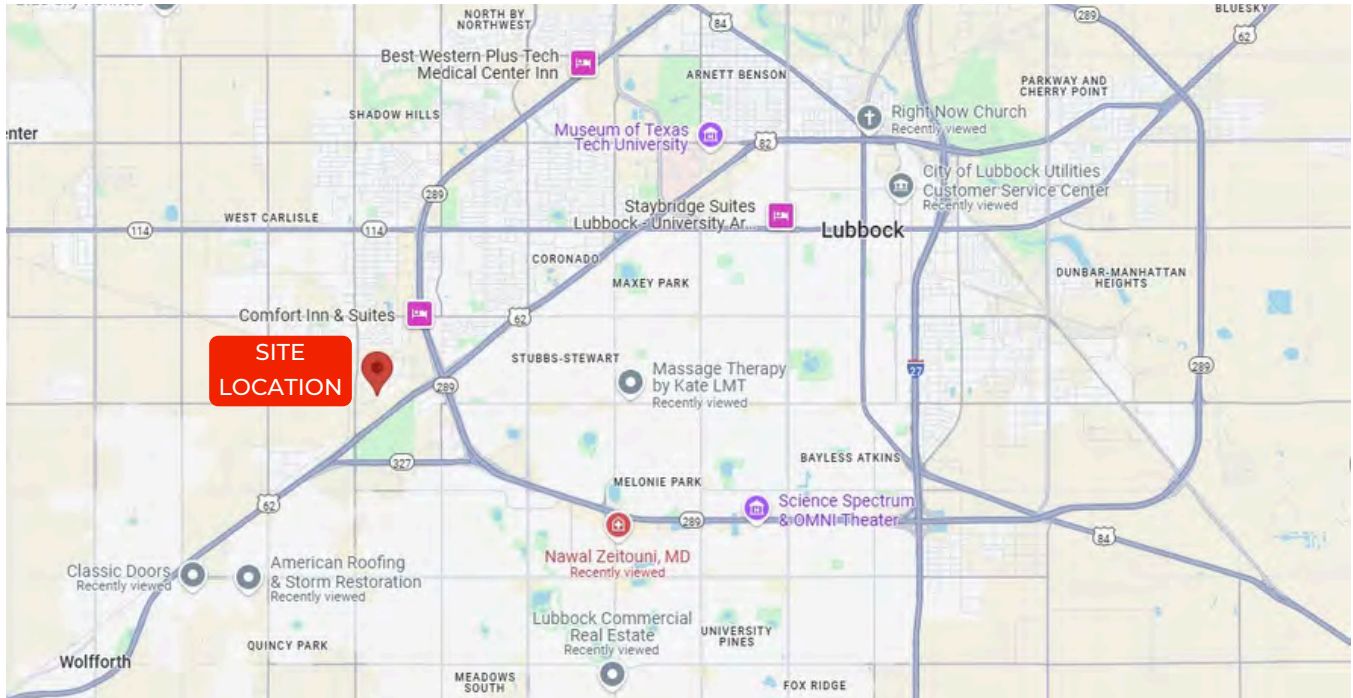 289
BLUESKY
NORTH BY
NORTHWEST
84
62
Best Western Plus Tech
Medical Center Inn
ARNETT BENSON
PARKWAY AND
CHERRY POINT
SHADOW HILLS
Right Now Church
Recently viewed
enter
Museum of Texas
Tech University
82
City of Lubbock Utilities
Customer Service Center
Recently viewed
289
Staybridge Suites
Lubbock - University Ar...
WEST CARLISLE
114
114
Lubbock
CORONADO
MAXEY PARK
DUNBAR-MANHATTAN
HEIGHTS
Comfort Inn & Suites
62
SITE
LOCATION
STUBBS-STEWART
Massage Therapy
by Kate LMT
Recently viewed
27
289
289
327
BAYLESS ATKINS
MELONIE PARK
62
Science Spectrum
& OMNI Theater
289
84
Nawal Zeitouni, MD
Recently viewed
Classic Doors
Recently viewed
American Roofing
& Storm Restoration
Recently viewed
Lubbock Commercial
Real Estate
Recently viewed
UNIVERSITY
PINES
QUINCY PARK
Wolfforth
MEADOWS
SOUTH
FOX RIDGE